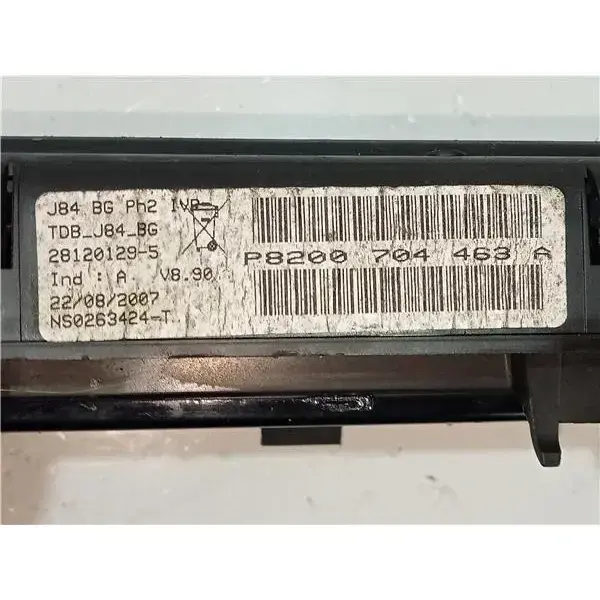 J84 BG Ph2 IVP
TDB_J84_BG
28120129-5
Ind : A. V8.90
22/08/2007
NS0263424-T
P8200 704 463 A